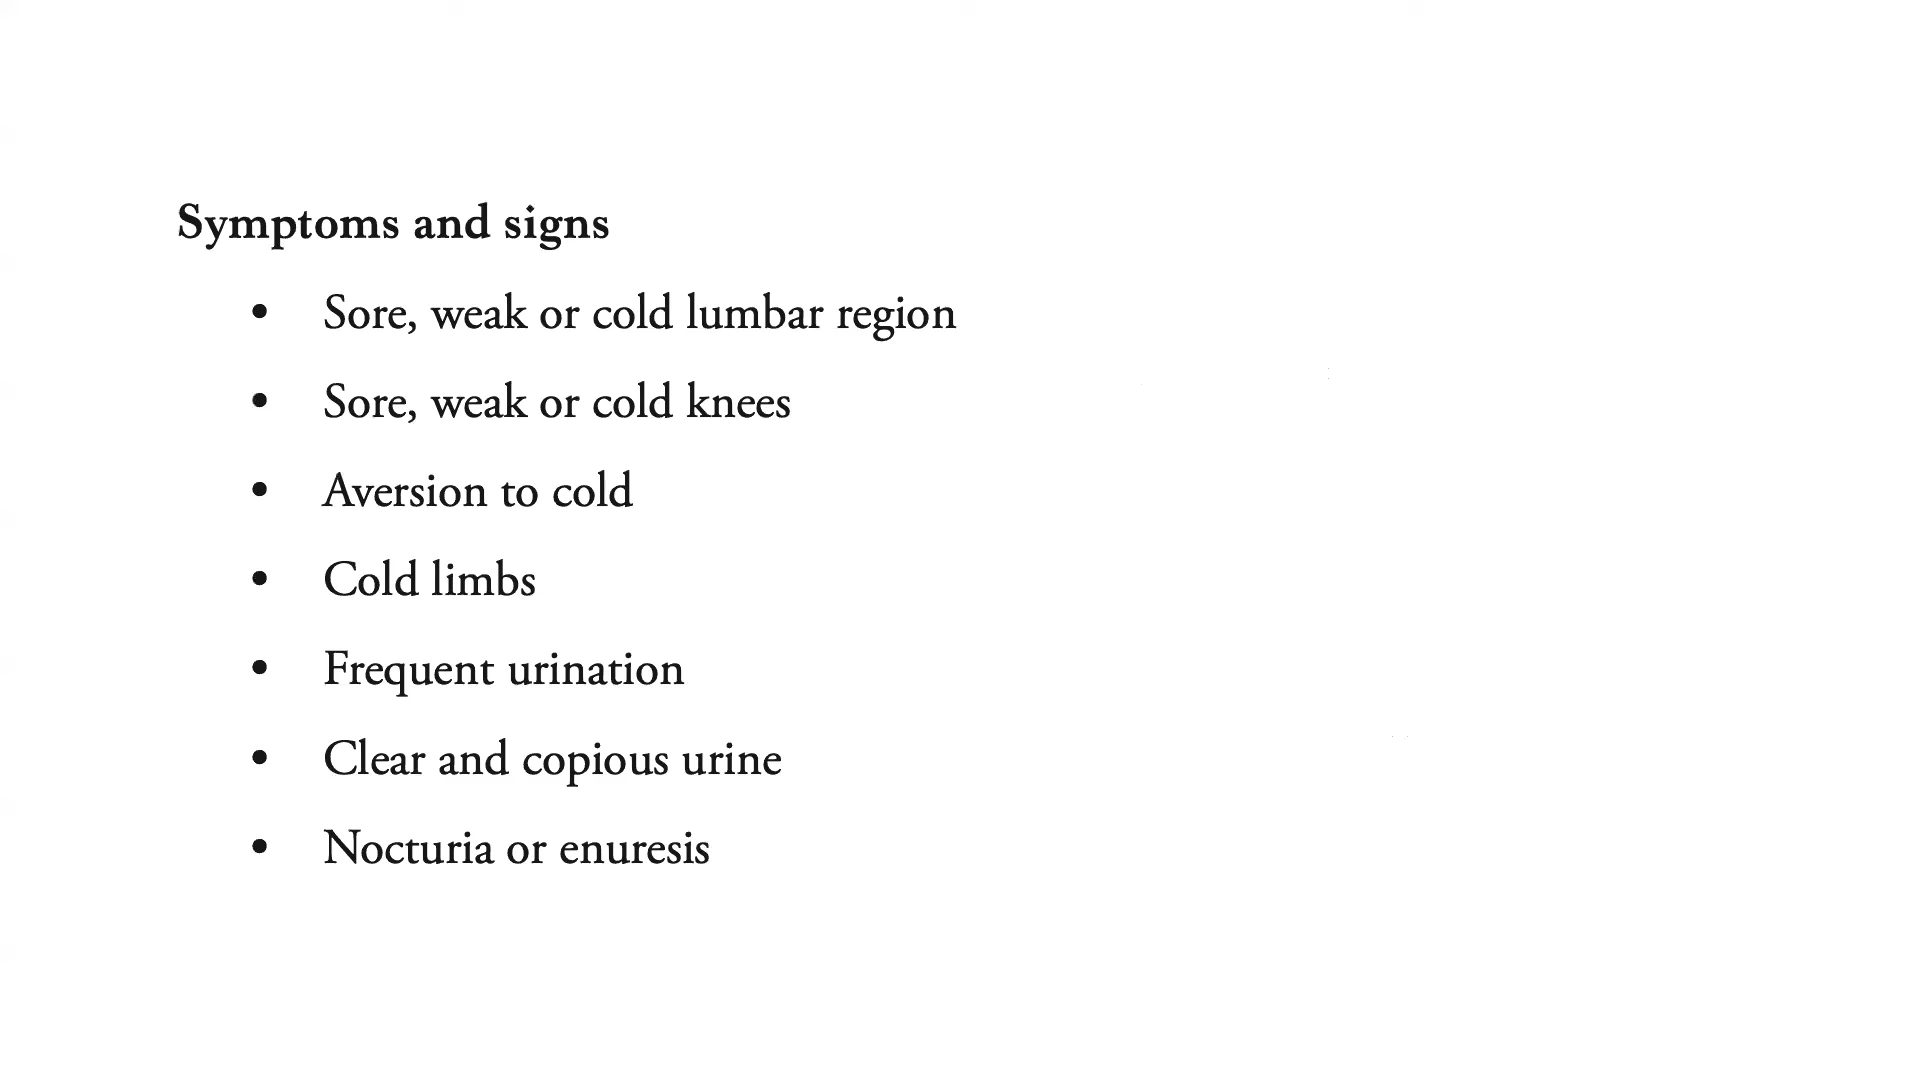 Symptoms and signs
• Sore, weak or cold lumbar region
• Sore, weak or cold knees
• Aversion to cold
• Cold limbs
• Frequent urination
• Clear and copious urine
• Nocturia or enuresis